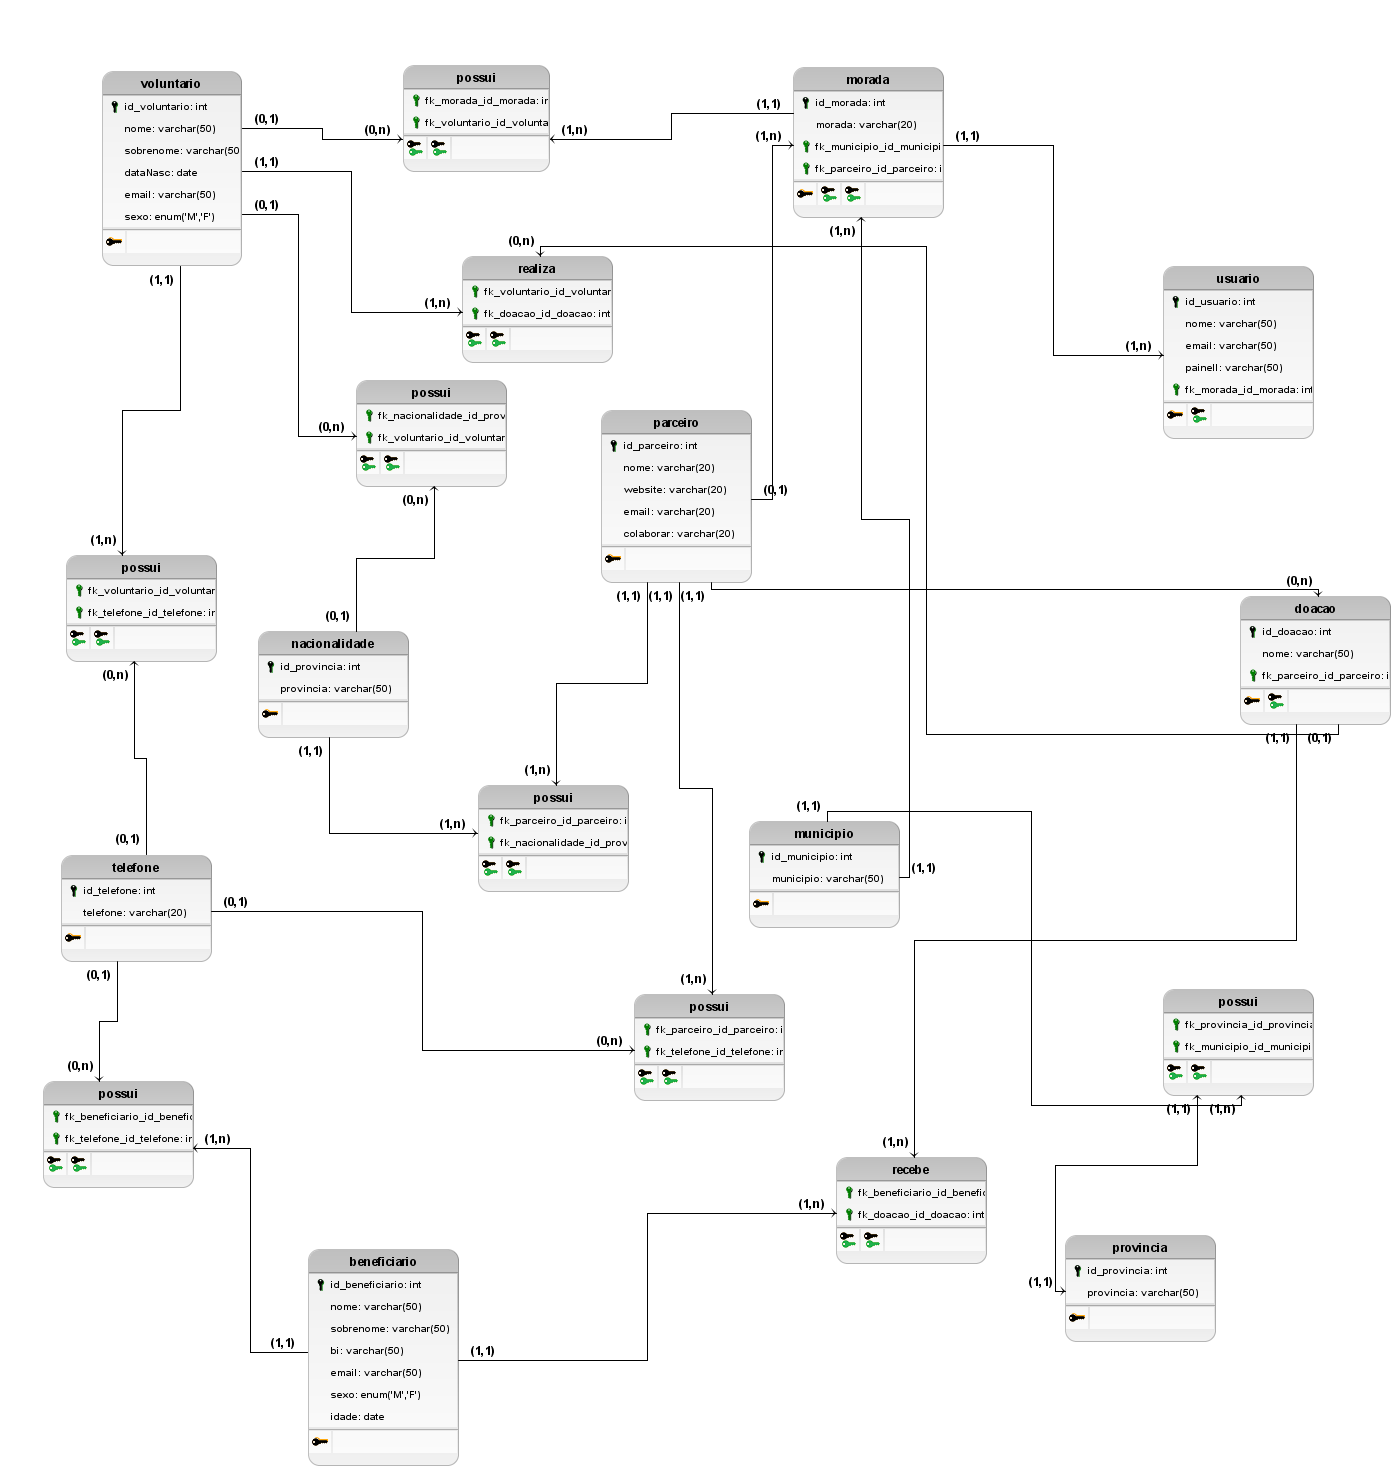 voluntario
id_voluntario: int
nome: varchar(50)
sobrenome: varchar(50
dataNasc: date
email: varchar(50)
sexo: enum('M','F')
(0,1)
(1,1)
(0,1)
(1,1)
possui
fk_morada_id_morada: ir
fk_voluntario_id_volunta
(0,n)
(1,n)
morada
id_morada: int
morada: varchar(20)
fk_municipio_id_municipi
fk_parceiro_id_parceiro: i
(1,1)
(1,n)
(1,1)
(1,n)
realiza
fk_voluntario_id_voluntar
fk_doacao_id_doacao: int
(0,n)
(1,n)
usuario
id_usuario: int
nome: varchar(50)
email: varchar(50)
painell: varchar(50)
fk_morada_id_morada: int
(1,n)
possui
fk_nacionalidade_id_prov
fk_voluntario_id_voluntar
(0,n)
(0,n)
parceiro
id_parceiro: int
nome: varchar(20)
website: varchar(20)
email: varchar(20)
colaborar: varchar(20)
(0,1)
(1,1)
(1,1)
(1,1)
possui
fk_voluntario_id_voluntar
fk_telefone_id_telefone: ir
(1,n)
(0,n)
nacionalidade
id_provincia: int
provincia: varchar(50)
(0,1)
(1,1)
doacao
id_doacao: int
nome: varchar(50)
fk_parceiro_id_parceiro: i
(0,n)
(1,1)
(0,1)
possui
fk_parceiro_id_parceiro: i
fk_nacionalidade_id_prov
(1,n)
(1,n)
municipio
id_municipio: int
municipio: varchar(50)
(1,1)
(1,1)
telefone
id_telefone: int
telefone: varchar(20)
(0,1)
(0,1)
(0,1)
possui
fk_parceiro_id_parceiro: i
fk_telefone_id_telefone: ir
(1,n)
(0,n)
possui
fk_provincia_id_provincia
fk_municipio_id_municipi
(1,1)
(1,n)
possui
fk_beneficiario_id_benefic
fk_telefone_id_telefone: ir
(0,n)
(1,n)
recebe
fk_beneficiario_id_benefic
fk_doacao_id_doacao: int
(1,n)
(1,n)
provincia
id_provincia: int
provincia: varchar(50)
(1,1)
beneficiario
id_beneficiario: int
nome: varchar(50)
sobrenome: varchar(50)
bi: varchar(50)
email: varchar(50)
sexo: enum('M','F')
idade: date
(1,1)
(1,1)